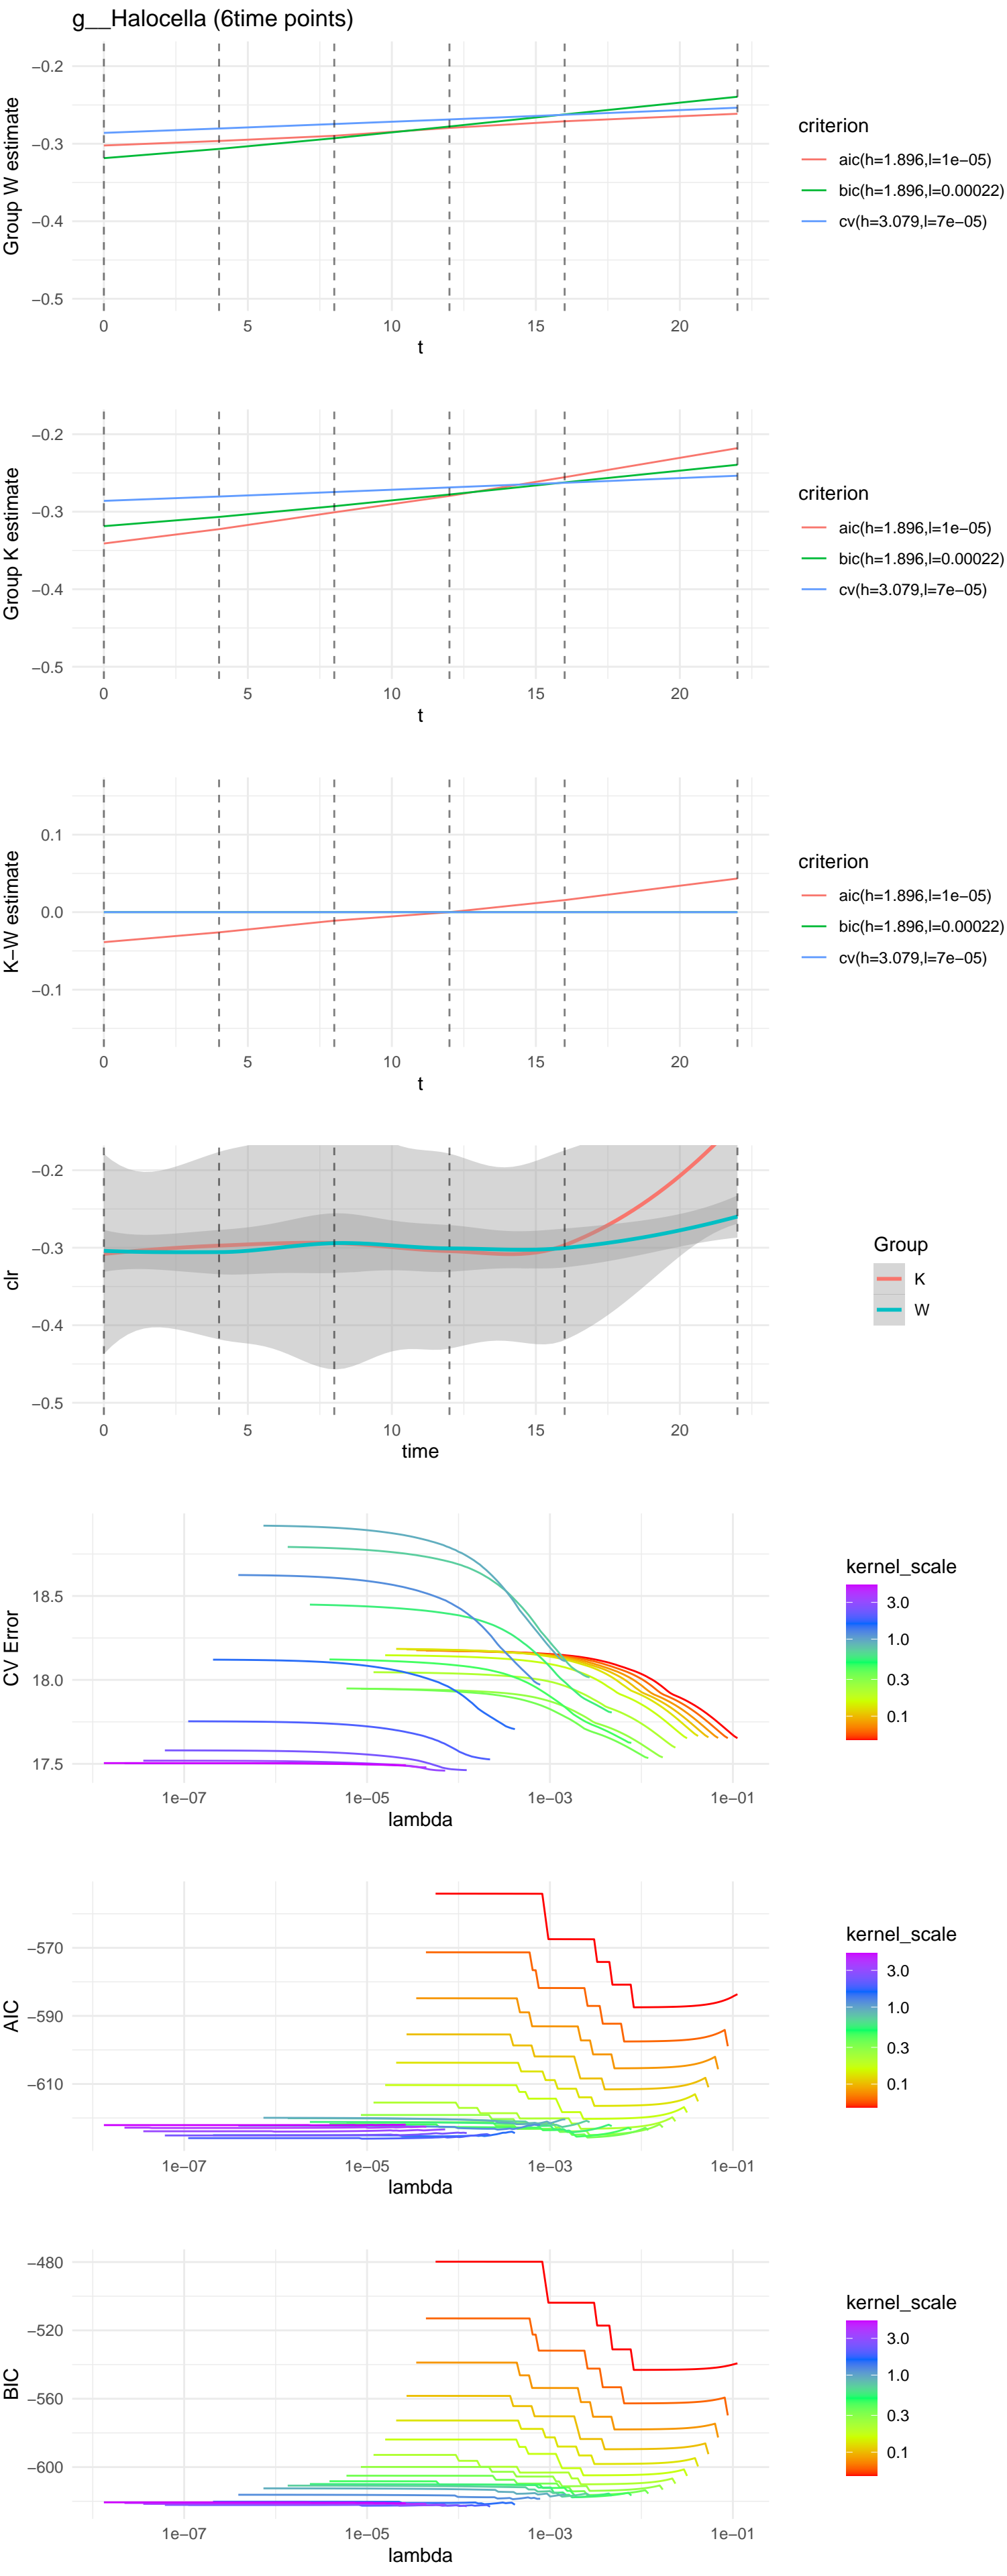 g__Halocella (6time points)
Group W estimate
−0.2
−0.3
−0.4
−0.5
0 5 10 15 20
t
criterion
aic(h=1.896,l=1e−05)
bic(h=1.896,l=0.00022)
cv(h=3.079,l=7e−05)
Group K estimate
−0.2
−0.3
−0.4
−0.5
0 5 10 15 20
t
criterion
aic(h=1.896,l=1e−05)
bic(h=1.896,l=0.00022)
cv(h=3.079,l=7e−05)
K−W estimate
0.1
0.0
−0.1
0 5 10 15 20
t
criterion
aic(h=1.896,l=1e−05)
bic(h=1.896,l=0.00022)
cv(h=3.079,l=7e−05)
clr
−0.2
−0.3
−0.4
−0.5
0 5 10 15 20
time
Group
K
W
CV Error
18.5
18.0
17.5
1e−07 1e−05 1e−03 1e−01
lambda
kernel_scale
3.0
1.0
0.3
0.1
AIC
−570
−590
−610
1e−07 1e−05 1e−03 1e−01
lambda
kernel_scale
3.0
1.0
0.3
0.1
BIC
−480
−520
−560
−600
1e−07 1e−05 1e−03 1e−01
lambda
kernel_scale
3.0
1.0
0.3
0.1